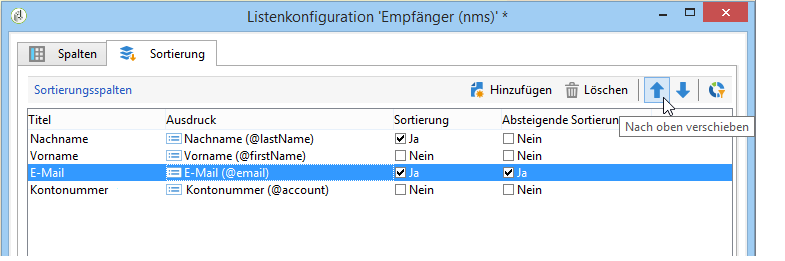 Listenkonfiguration 'Empfänger (nms)' *
Spalten Sortierung
Sortierungsspalten Hinzufügen Löschen
Titel Ausdruck Sortierung Absteigende Sortierun
Nach oben verschieben
Nachname Nachname (@lastName) Ja Nein
Vorname Vorname (@firstName) Nein Nein
E-Mail E-Mail (@email) Ja Ja
Kontonummer Kontonummer (@account) Nein Nein